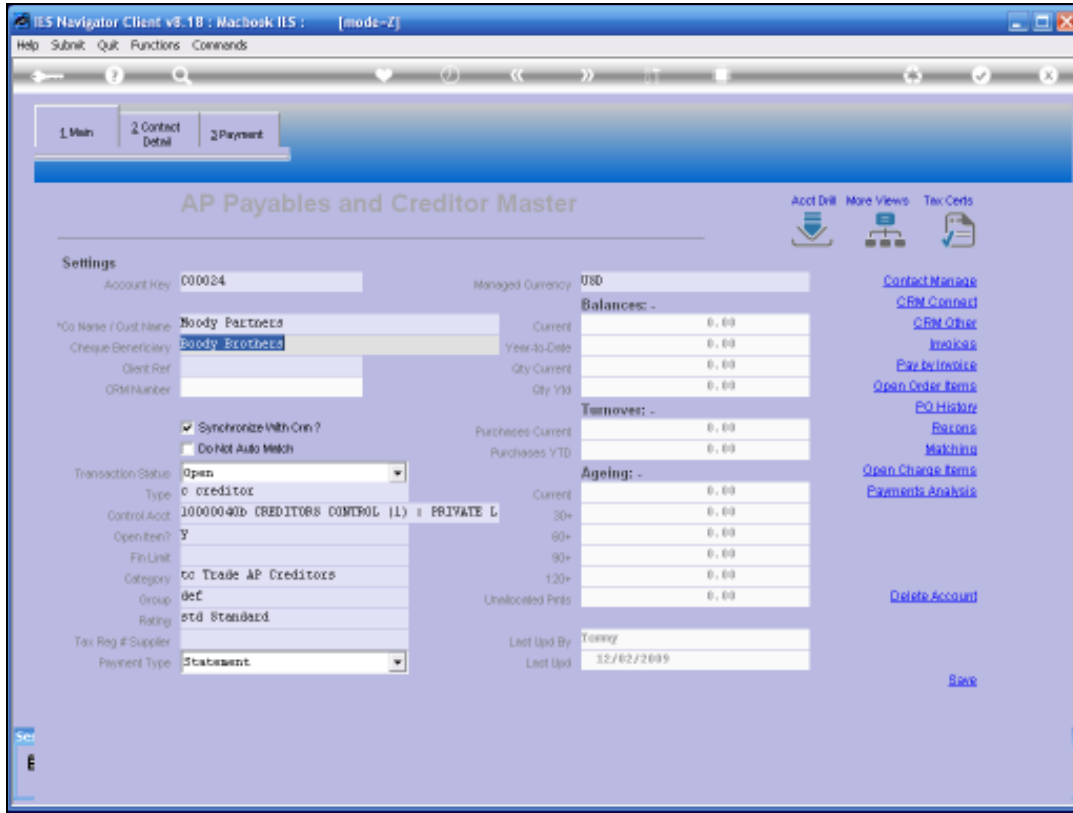 IES Navigator Client v8.18 : Macbook IES : [mode-Z]
Help Submit Quit Functions Commands
1 Main
2 Contact Detail
3 Payment
AP Payables and Creditor Master
Acct Drill More Views Tax Certs
Settings
Account Key C00024 Managed Currency USD
Contact Manage
Balances: -
CRM Connect
*Co Name / Cust Name Moody Partners Current 0.00
CRM Other
Cheque Beneficiary Boody Brothers Year-to-Date 0.00
Invoices
Client Ref Qty Current 0.00
Pay by Invoice
CRM Number Qty Ytd 0.00
Open Order Items
Turnover: -
PO History
Synchronize With Crm ? Purchases Current 0.00
Recons
Do Not Auto Match Purchases YTD 0.00
Matching
Transaction Status Open Ageing: -
Open Charge Items
Type c creditor Current 0.00
Payments Analysis
Control Acct 10000040b CREDITORS CONTROL (1) : PRIVATE L 30+ 0.00
Open Item? Y 60+ 0.00
Fin Limit 90+ 0.00
Category tc Trade AP Creditors 120+ 0.00
Group def Unallocated Pmts 0.00
Delete Account
Rating std Standard
Tax Reg # Supplier Last Upd By Tommy
Payment Type Statement Last Upd 12/02/2009
Save